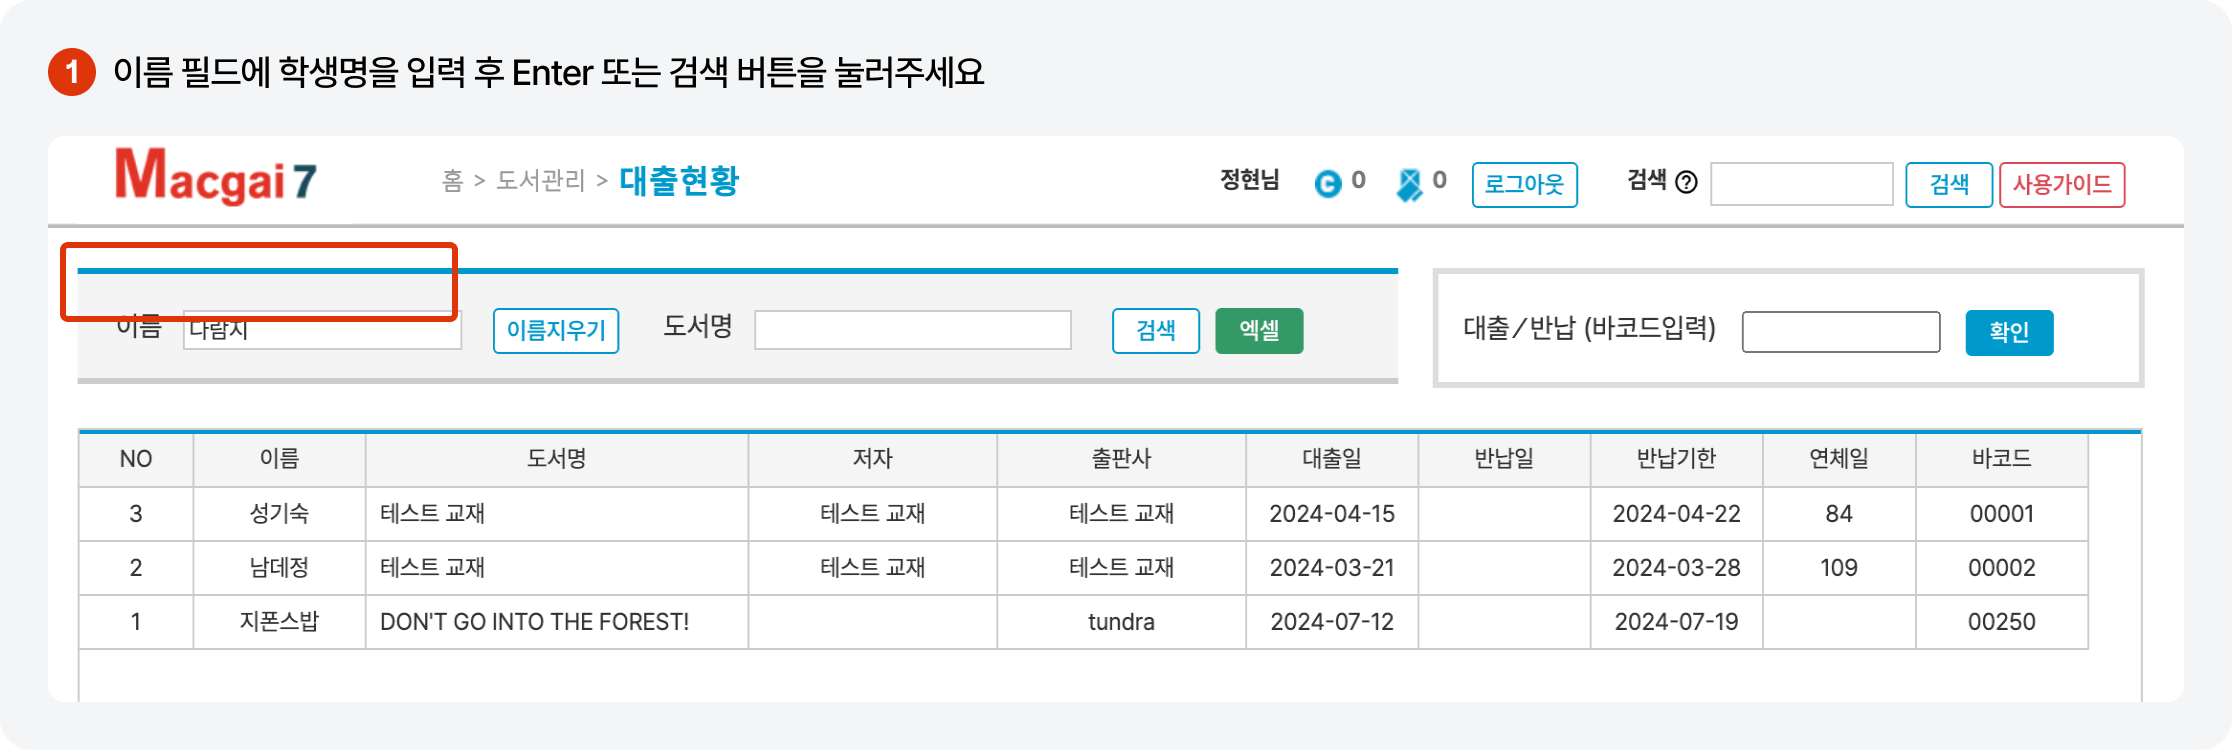 1 이름 필드에 학생명을 입력 후 Enter 또는 검색 버튼을 눌러주세요
Macgai 7 홈 > 도서관리 > 대출현황 정현님 0 0 로그아웃 검색 ? 검색 사용가이드
이름 다람지 이름지우기 도서명 검색 엑셀 대출/반납 (바코드입력) 확인
NO 이름 도서명 저자 출판사 대출일 반납일 반납기한 연체일 바코드
3 성기숙 테스트 교재 테스트 교재 테스트 교재 2024-04-15 2024-04-22 84 00001
2 남데정 테스트 교재 테스트 교재 테스트 교재 2024-03-21 2024-03-28 109 00002
1 지폰스밥 DON'T GO INTO THE FOREST! tundra 2024-07-12 2024-07-19 00250